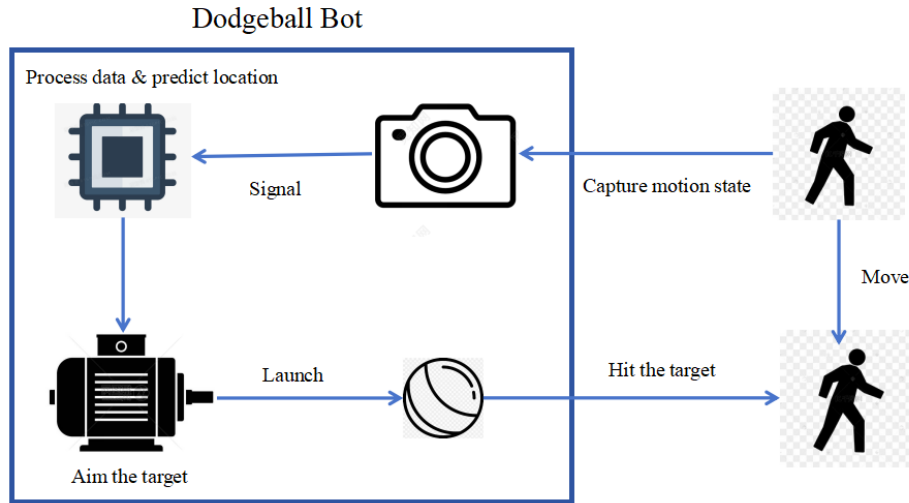 Dodgeball Bot
Process data & predict location
Signal
Capture motion state
Move
Launch
Hit the target
Aim the target